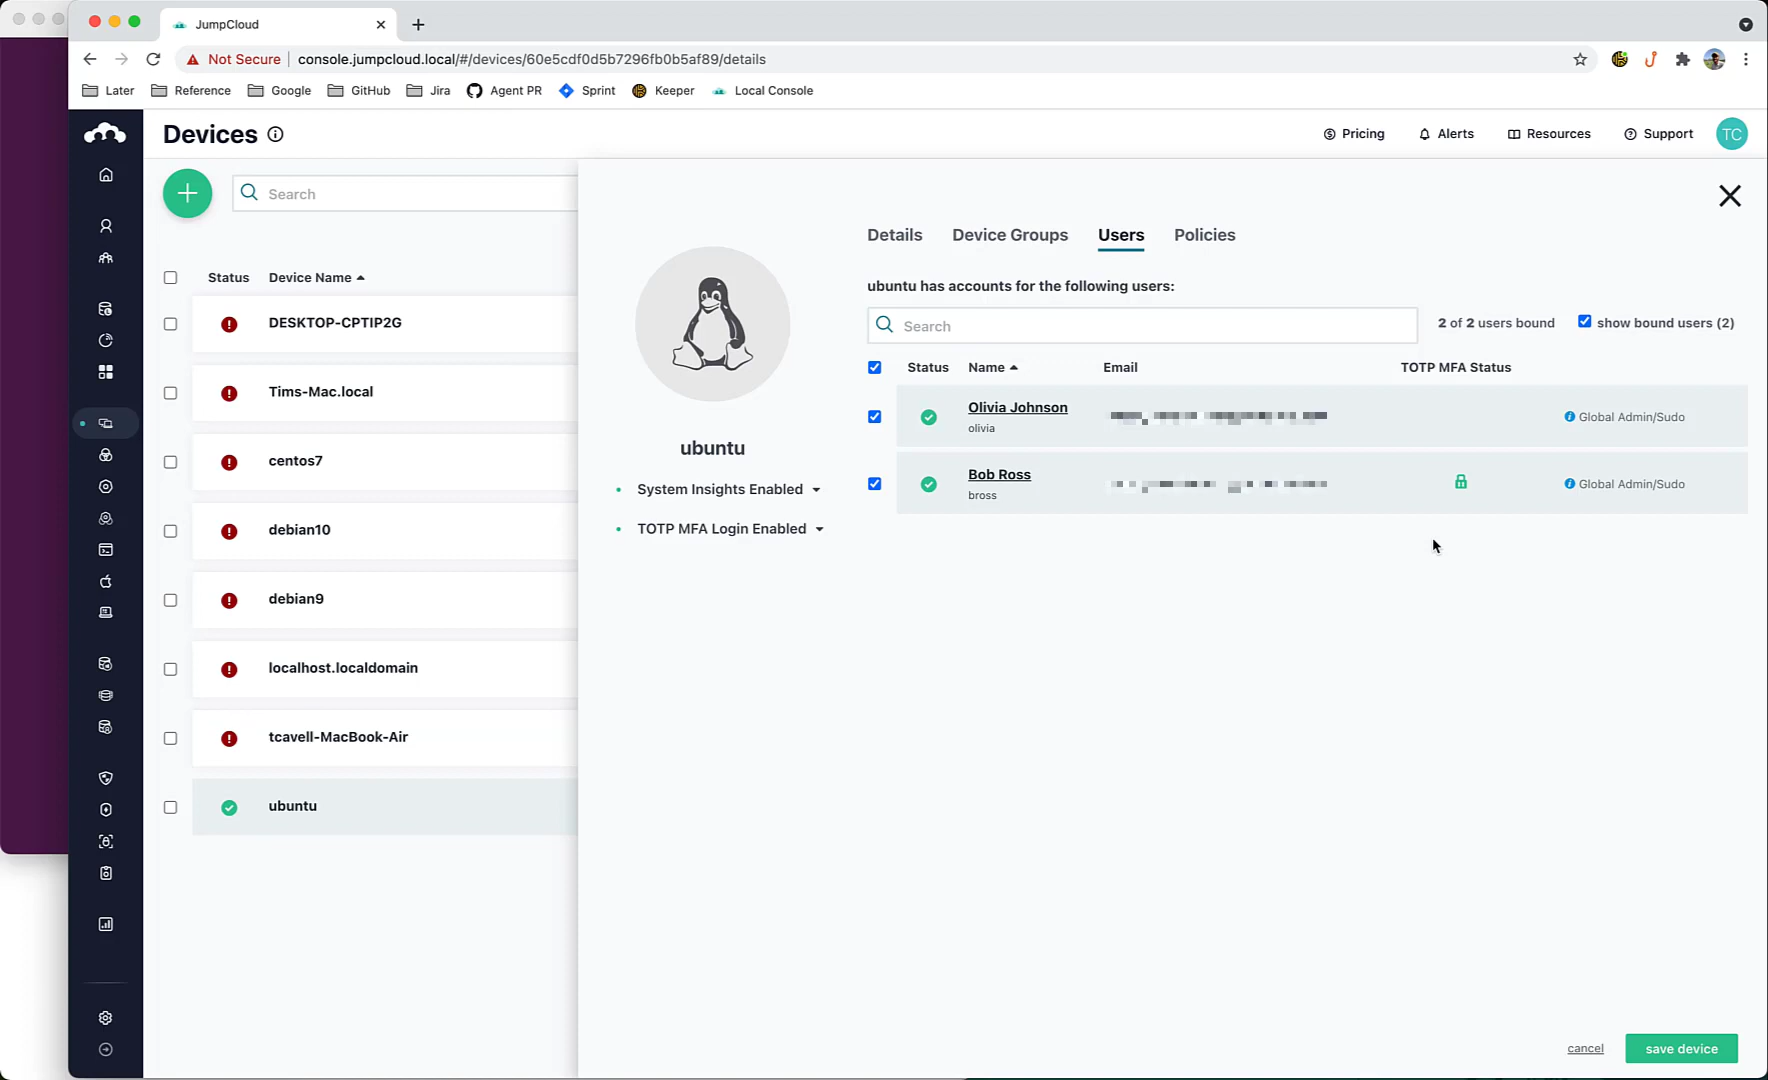 JumpCloud
Not Secure
console.jumpcloud.local/#/devices/60e5cdf0d5b7296fb0b5af89/details
Later
Reference
Google
GitHub
Jira
Agent PR
Sprint
Keeper
Local Console
Devices
Pricing
Alerts
Resources
Support
TC
Search
Status
Device Name
DESKTOP-CPTIP2G
Tims-Mac.local
centos7
debian10
debian9
localhost.localdomain
tcavell-MacBook-Air
ubuntu
ubuntu
System Insights Enabled
TOTP MFA Login Enabled
Details
Device Groups
Users
Policies
ubuntu has accounts for the following users:
Search
2 of 2 users bound
show bound users (2)
Status
Name
Email
TOTP MFA Status
Olivia Johnson
olivia
Global Admin/Sudo
Bob Ross
bross
Global Admin/Sudo
cancel
save device